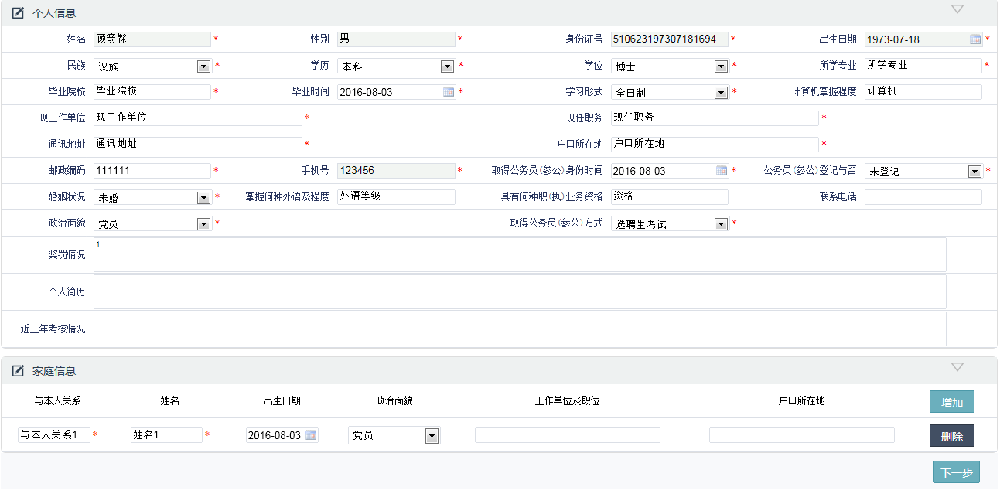 个人信息
姓名 顾箭 * 性别 男 * 身份证号 510623197307181694 * 出生日期 1973-07-18 *
民族 汉族 * 学历 本科 * 学位 博士 * 所学专业 所学专业 *
毕业院校 毕业院校 * 毕业时间 2016-08-03 * 学习形式 全日制 * 计算机掌握程度 计算机
现工作单位 现工作单位 * 现任职务 现任职务 *
通讯地址 通讯地址 * 户口所在地 户口所在地 *
邮政编码 111111 * 手机号 123456 * 取得公务员(参公)身份时间 2016-08-03 * 公务员(参公)登记与否 未登记 *
婚姻状况 未婚 * 掌握何种外语及程度 外语等级 具有何种职(执)业务资格 资格 联系电话
政治面貌 党员 * 取得公务员(参公)方式 选聘生考试 *
奖罚情况 1
个人简历
近三年考核情况
家庭信息
与本人关系 姓名 出生日期 政治面貌 工作单位及职位 户口所在地 增加
与本人关系1 * 姓名1 * 2016-08-03 党员 删除
下一步